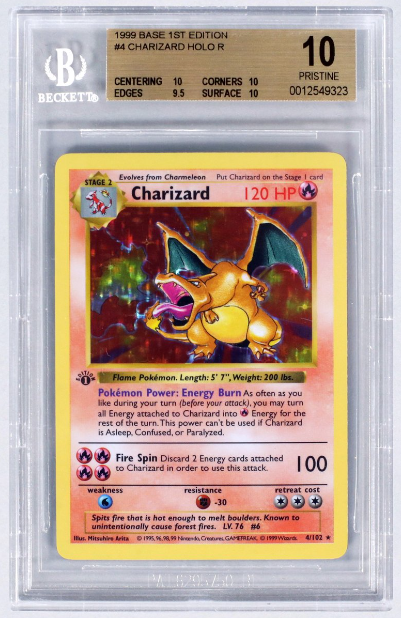 1999 BASE 1ST EDITION
#4 CHARIZARD HOLO R
CENTERING 10 CORNERS 10
EDGES 9.5 SURFACE 10
10
PRISTINE
0012549323
B
BECKETT®
STAGE 2
Evolves from Charmeleon Put Charizard on the Stage 1 card
Charizard 120 HP
EDITION
1
Flame Pokémon. Length: 5' 7", Weight: 200 lbs.
Pokémon Power: Energy Burn As often as you
like during your turn (before your attack), you may turn
all Energy attached to Charizard into Energy for the
rest of the turn. This power can't be used if Charizard
is Asleep, Confused, or Paralyzed.
Fire Spin Discard 2 Energy cards attached
to Charizard in order to use this attack. 100
weakness resistance retreat cost
-30
Spits fire that is hot enough to melt boulders. Known to
unintentionally cause forest fires. LV. 76 #6
Illus. Mitsuhiro Arita © 1995, 96, 98, 99 Nintendo, Creatures, GAMEFREAK. © 1999 Wizards. 4/102 ★